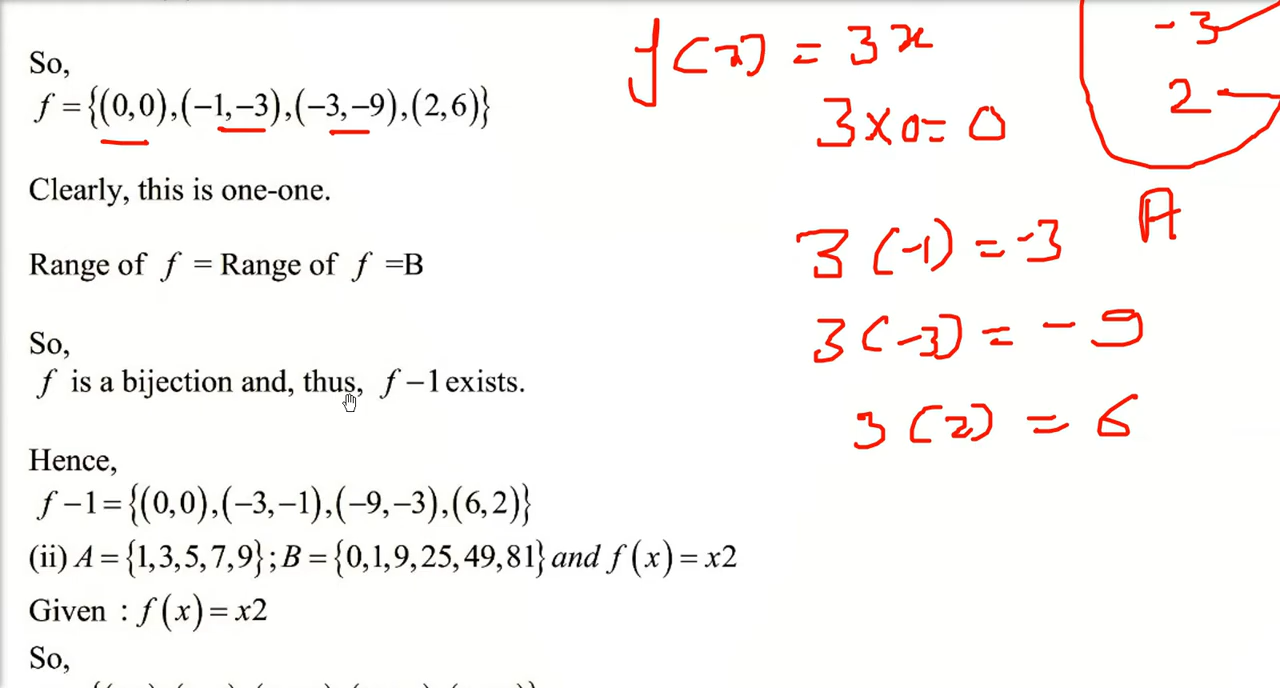 So,
f = {(0,0),(−1,−3),(−3,−9),(2,6)}
Clearly, this is one-one.
Range of f = Range of f =B
So,
f is a bijection and, thus, f −1 exists.
Hence,
f −1 = {(0,0),(−3,−1),(−9,−3),(6,2)}
(ii) A = {1,3,5,7,9}; B = {0,1,9,25,49,81} and f(x) = x2
Given : f(x) = x2
So,
f(x) = 3x
3×0=0
3(-1) = -3
3(-3) = -9
3(2) = 6
-3
2
A